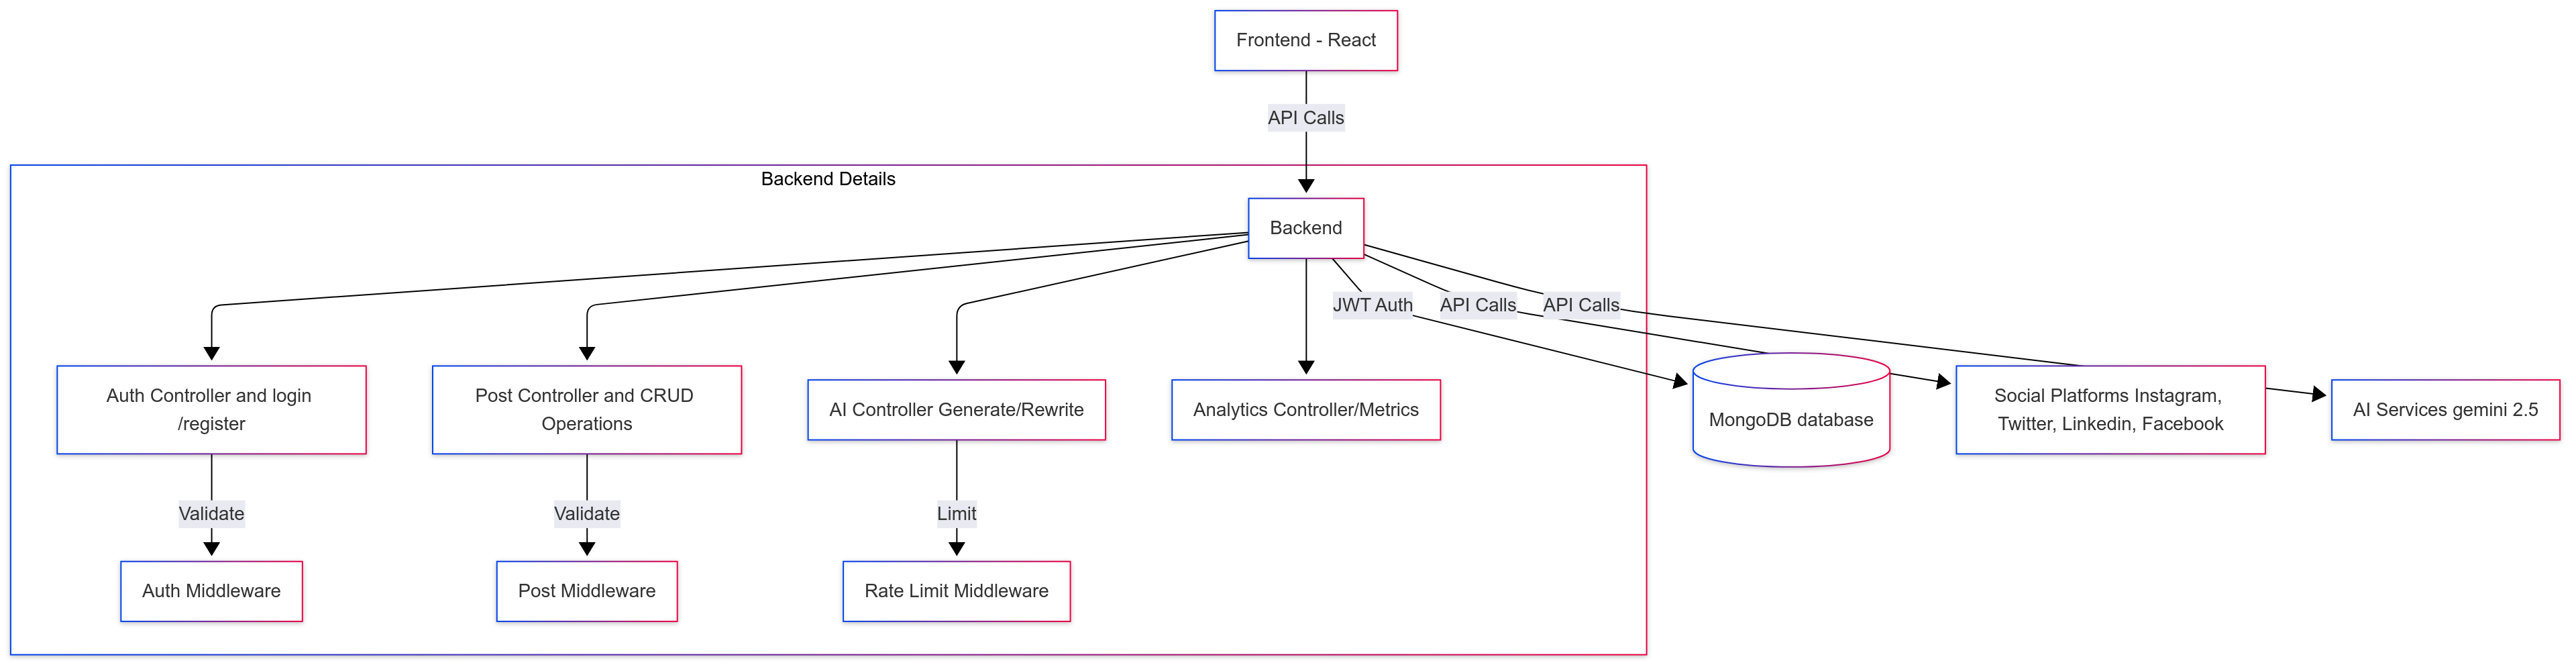 Frontend - React
API Calls
Backend Details
Backend
JWT Auth
API Calls
API Calls
Auth Controller and login
/register
Post Controller and CRUD
Operations
AI Controller Generate/Rewrite
Analytics Controller/Metrics
MongoDB database
Social Platforms Instagram,
Twitter, Linkedin, Facebook
AI Services gemini 2.5
Validate
Validate
Limit
Auth Middleware
Post Middleware
Rate Limit Middleware